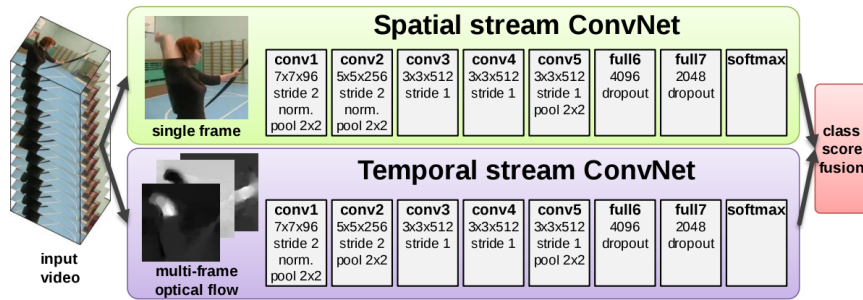 Spatial stream ConvNet
single frame
conv1
7x7x96
stride 2
norm.
pool 2x2
conv2
5x5x256
stride 2
norm.
pool 2x2
conv3
3x3x512
stride 1
conv4
3x3x512
stride 1
conv5
3x3x512
stride 1
pool 2x2
full6
4096
dropout
full7
2048
dropout
softmax
input
video
Temporal stream ConvNet
multi-frame
optical flow
conv1
7x7x96
stride 2
norm.
pool 2x2
conv2
5x5x256
stride 2
pool 2x2
conv3
3x3x512
stride 1
conv4
3x3x512
stride 1
conv5
3x3x512
stride 1
pool 2x2
full6
4096
dropout
full7
2048
dropout
softmax
class
score
fusion